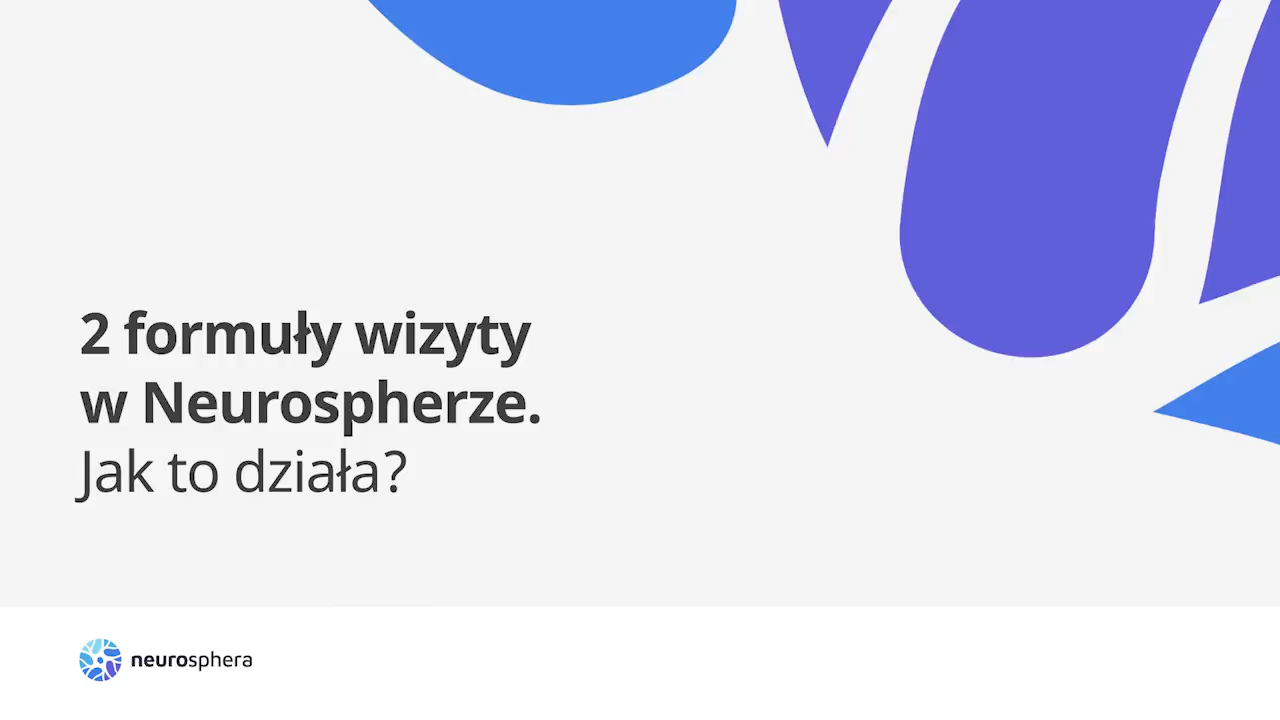 2 formuły wizyty
w Neurospherze.
Jak to działa?
neurosphera